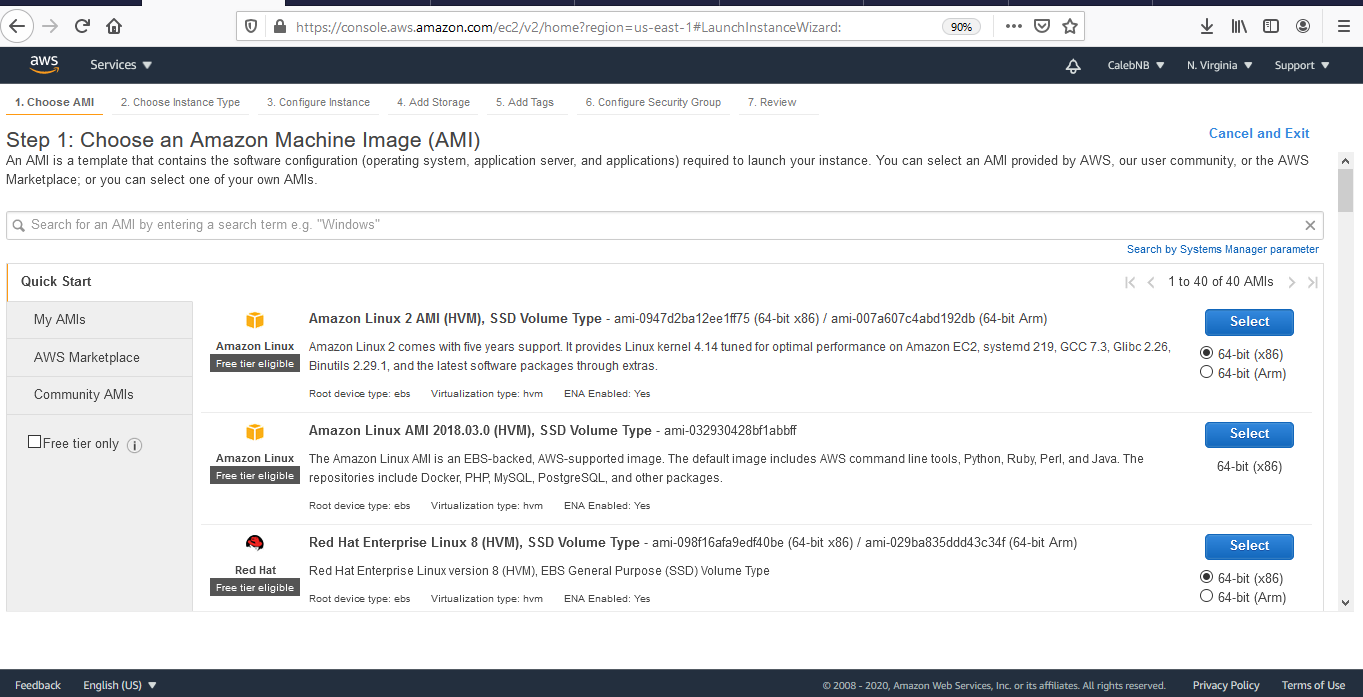 https://console.aws.amazon.com/ec2/v2/home?region=us-east-1#LaunchInstanceWizard:
90%
aws
Services
CalebNB
N. Virginia
Support
1. Choose AMI
2. Choose Instance Type
3. Configure Instance
4. Add Storage
5. Add Tags
6. Configure Security Group
7. Review
Step 1: Choose an Amazon Machine Image (AMI)
Cancel and Exit
An AMI is a template that contains the software configuration (operating system, application server, and applications) required to launch your instance. You can select an AMI provided by AWS, our user community, or the AWS
Marketplace; or you can select one of your own AMIs.
Search for an AMI by entering a search term e.g. "Windows"
Search by Systems Manager parameter
Quick Start
1 to 40 of 40 AMIs
My AMIs
AWS Marketplace
Community AMIs
Free tier only
Amazon Linux
Free tier eligible
Amazon Linux 2 AMI (HVM), SSD Volume Type - ami-0947d2ba12ee1ff75 (64-bit x86) / ami-007a607c4abd192db (64-bit Arm)
Amazon Linux 2 comes with five years support. It provides Linux kernel 4.14 tuned for optimal performance on Amazon EC2, systemd 219, GCC 7.3, Glibc 2.26,
Binutils 2.29.1, and the latest software packages through extras.
Root device type: ebs Virtualization type: hvm ENA Enabled: Yes
Select
64-bit (x86)
64-bit (Arm)
Amazon Linux
Free tier eligible
Amazon Linux AMI 2018.03.0 (HVM), SSD Volume Type - ami-032930428bf1abbff
The Amazon Linux AMI is an EBS-backed, AWS-supported image. The default image includes AWS command line tools, Python, Ruby, Perl, and Java. The
repositories include Docker, PHP, MySQL, PostgreSQL, and other packages.
Root device type: ebs Virtualization type: hvm ENA Enabled: Yes
Select
64-bit (x86)
Red Hat
Free tier eligible
Red Hat Enterprise Linux 8 (HVM), SSD Volume Type - ami-098f16afa9edf40be (64-bit x86) / ami-029ba835ddd43c34f (64-bit Arm)
Red Hat Enterprise Linux version 8 (HVM), EBS General Purpose (SSD) Volume Type
Root device type: ebs Virtualization type: hvm ENA Enabled: Yes
Select
64-bit (x86)
64-bit (Arm)
Feedback
English (US)
© 2008 - 2020, Amazon Web Services, Inc. or its affiliates. All rights reserved.
Privacy Policy
Terms of Use